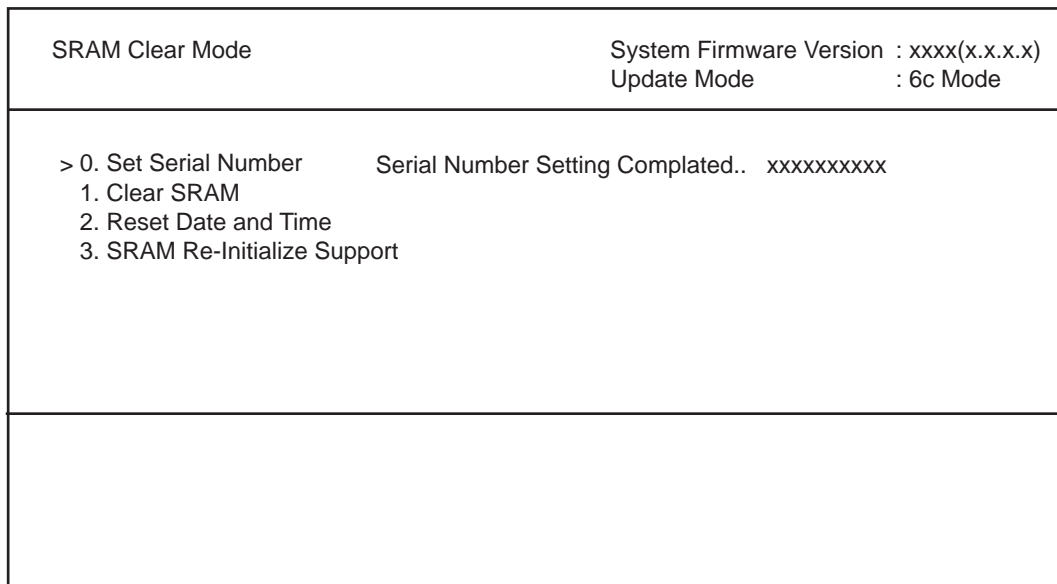 SRAM Clear Mode System Firmware Version : xxxx(x.x.x.x)
Update Mode : 6c Mode
> 0. Set Serial Number Serial Number Setting Complated.. xxxxxxxxxx
1. Clear SRAM
2. Reset Date and Time
3. SRAM Re-Initialize Support